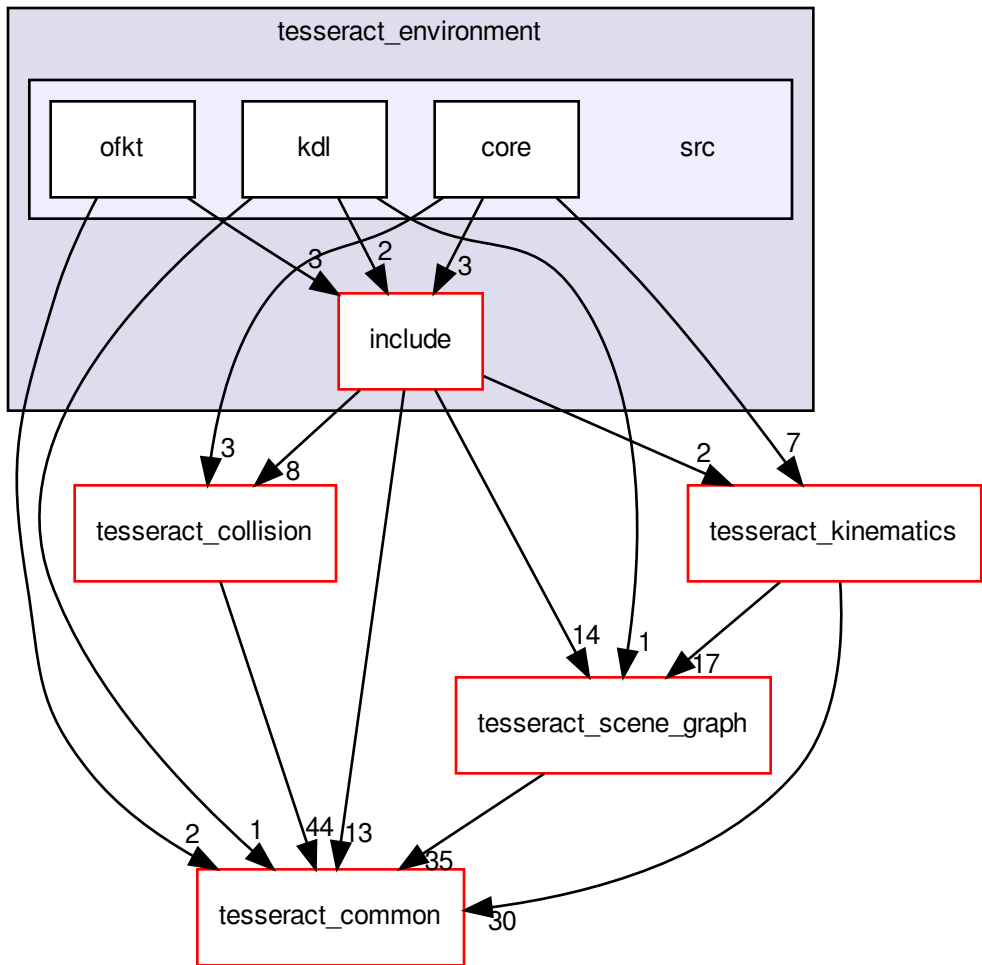 tesseract_environment
ofkt
kdl
core
src
3
2
3
include
3
8
2
7
tesseract_collision
tesseract_kinematics
14
1
17
tesseract_scene_graph
2
1
44
13
35
tesseract_common
30